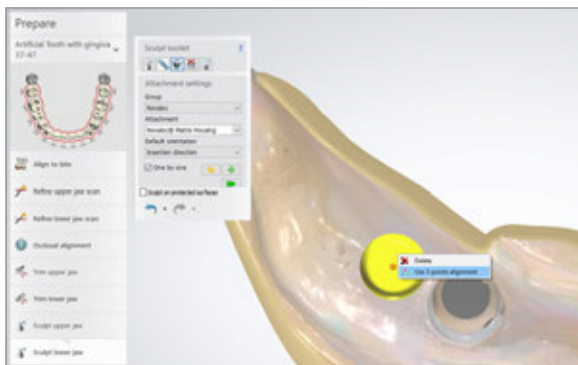 Prepare
Artificial Tooth with gingiva
37-47
Align to bite
Refine upper jaw scan
Refine lower jaw scan
Occlusal alignment
Trim upper jaw
Trim lower jaw
Sculpt upper jaw
Sculpt lower jaw
Sculpt toolkit
Attachment settings
Group
Novaloc
Attachment
Novaloc® Matrix Housing
Default orientation
Insertion direction
One by one
Sculpt on protected surfaces
Delete
Use 3 points alignment